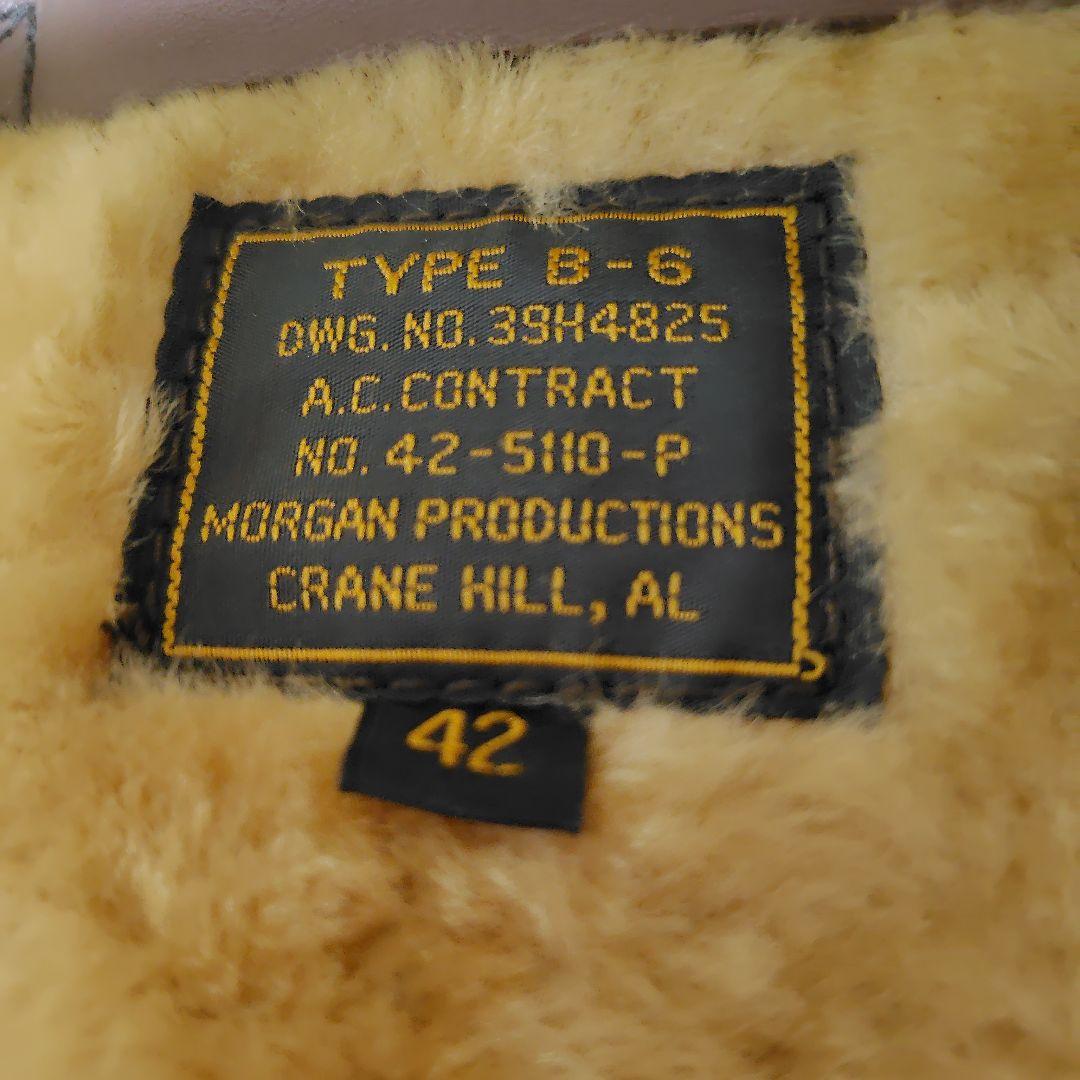 TYPE B-6
DWG. NO. 39H4825
A.C. CONTRACT
NO. 42-5110-P
MORGAN PRODUCTIONS
CRANE HILL, AL
42